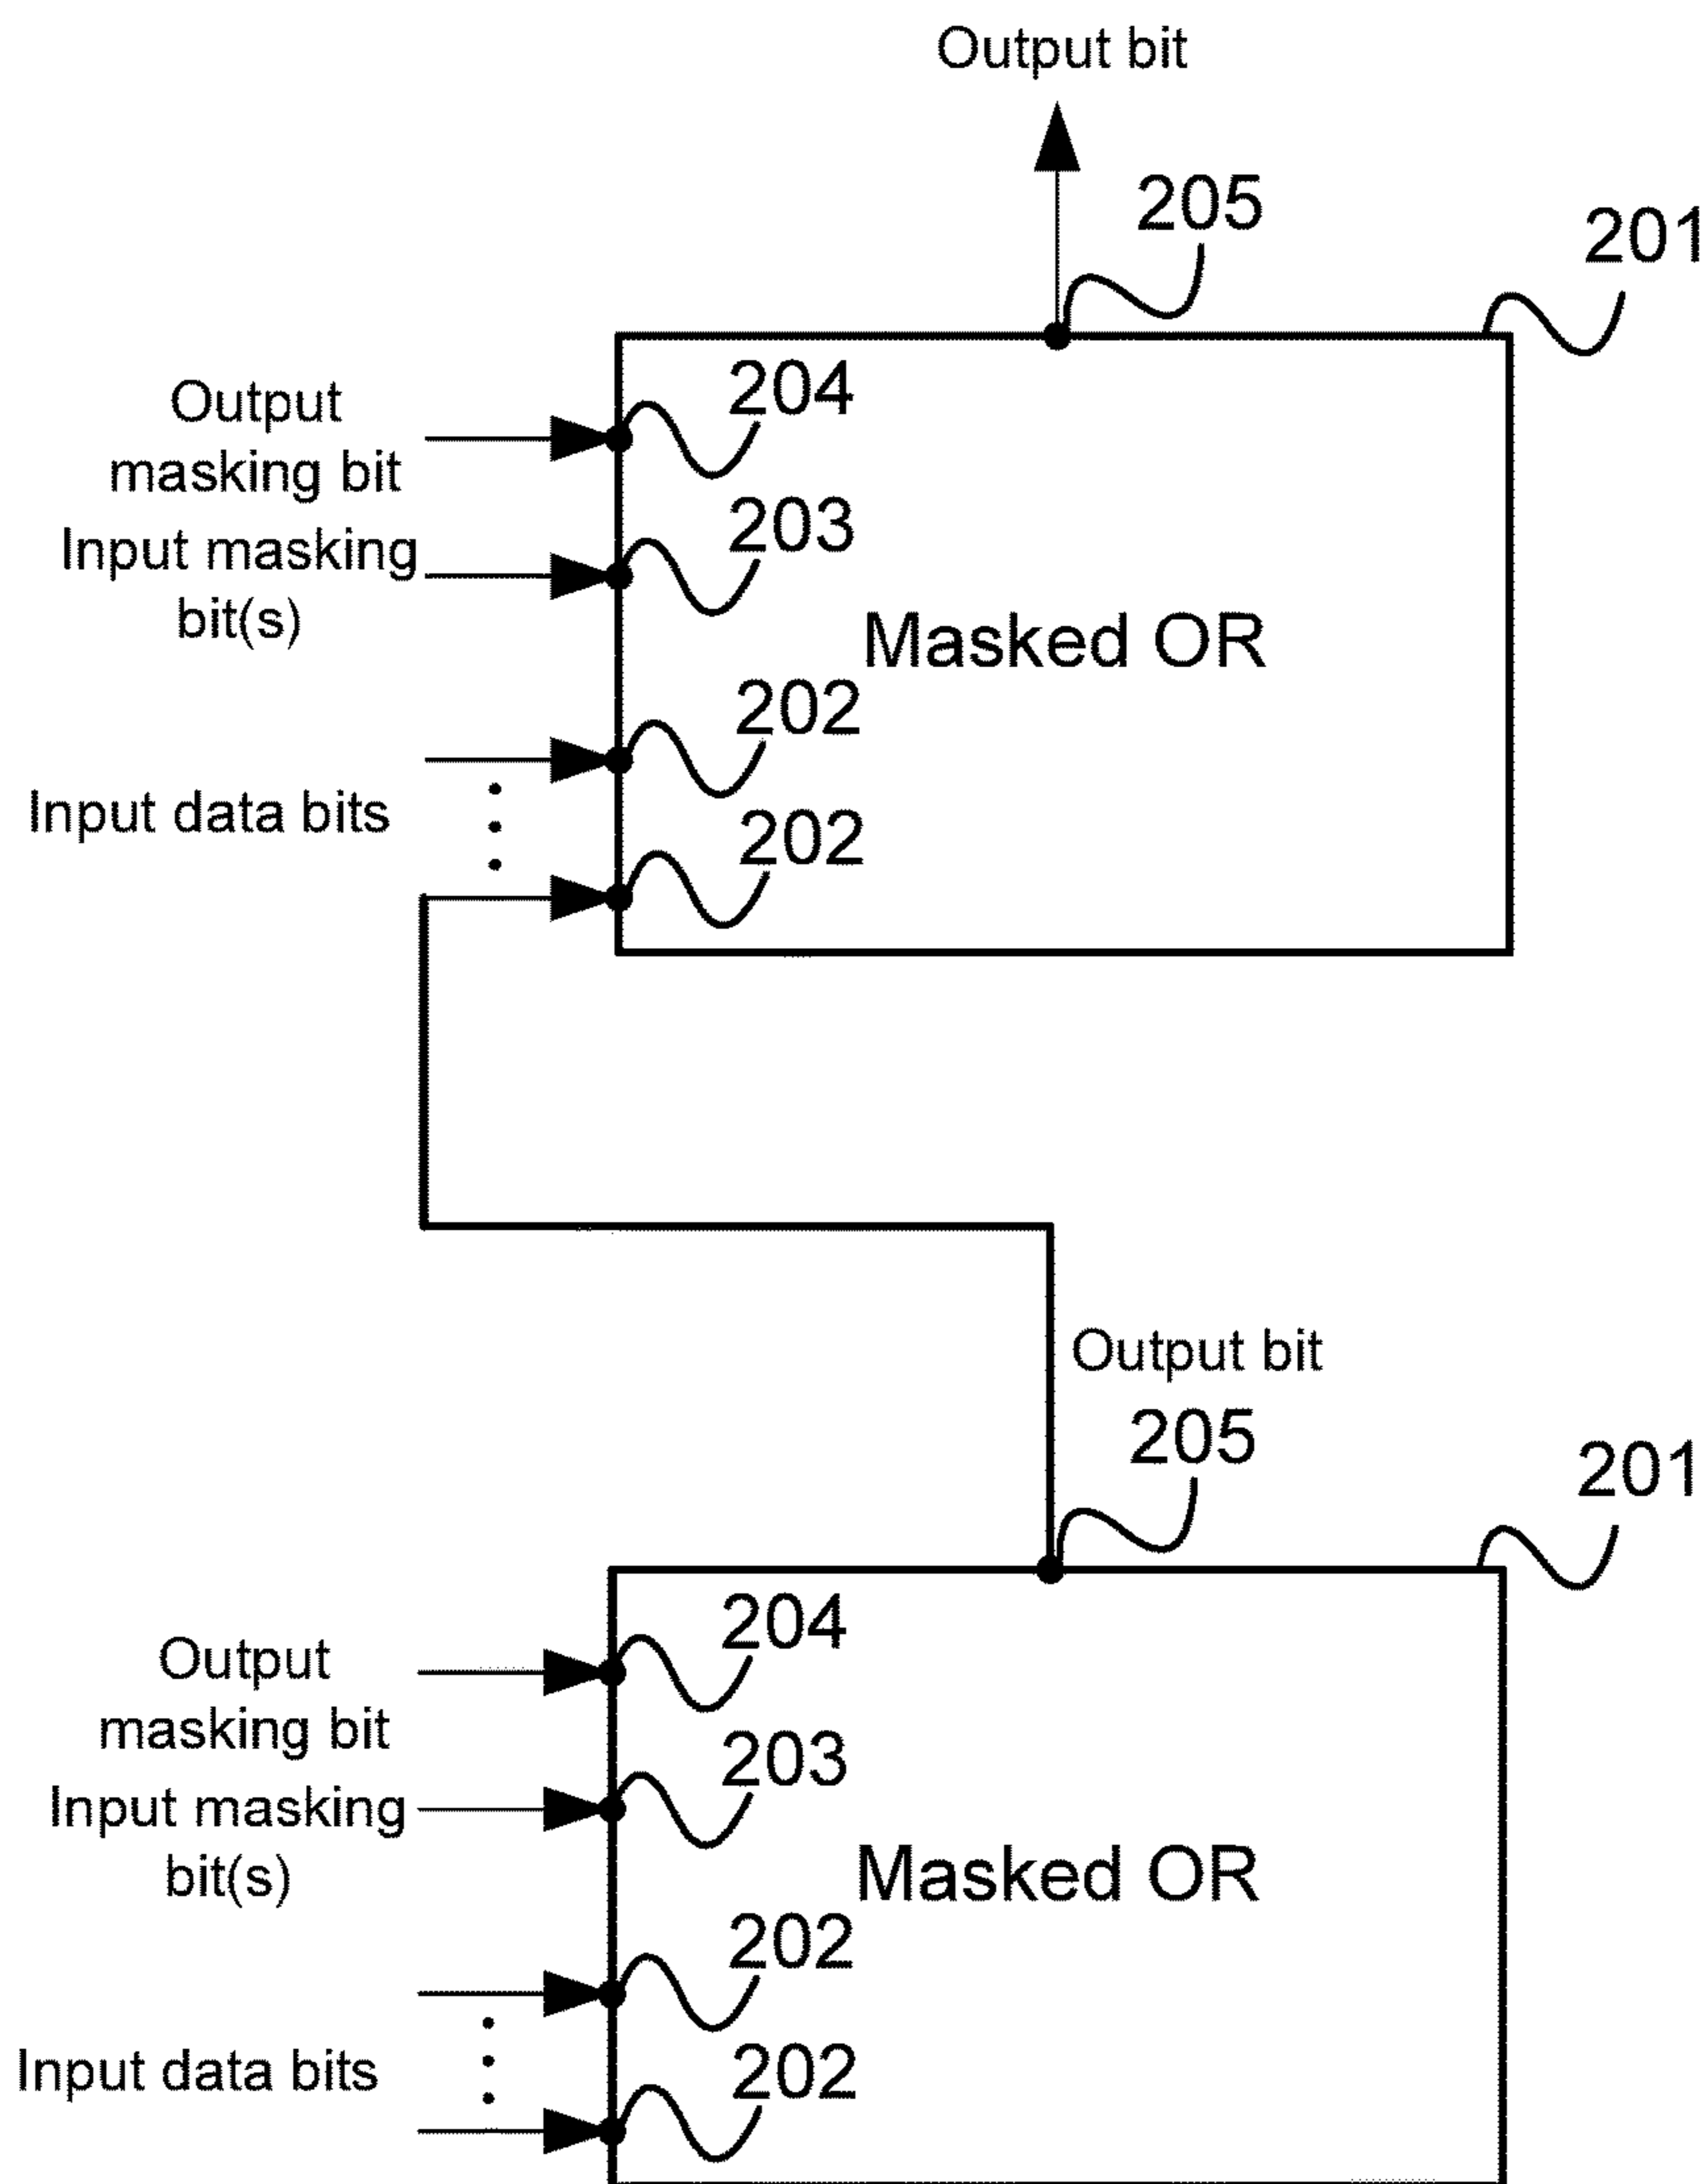 Output bit
205
201
Output
masking bit
204
Input masking
bit(s)
203
Masked OR
202
Input data bits
202
Output bit
205
201
Output
masking bit
204
Input masking
bit(s)
203
Masked OR
202
Input data bits
202